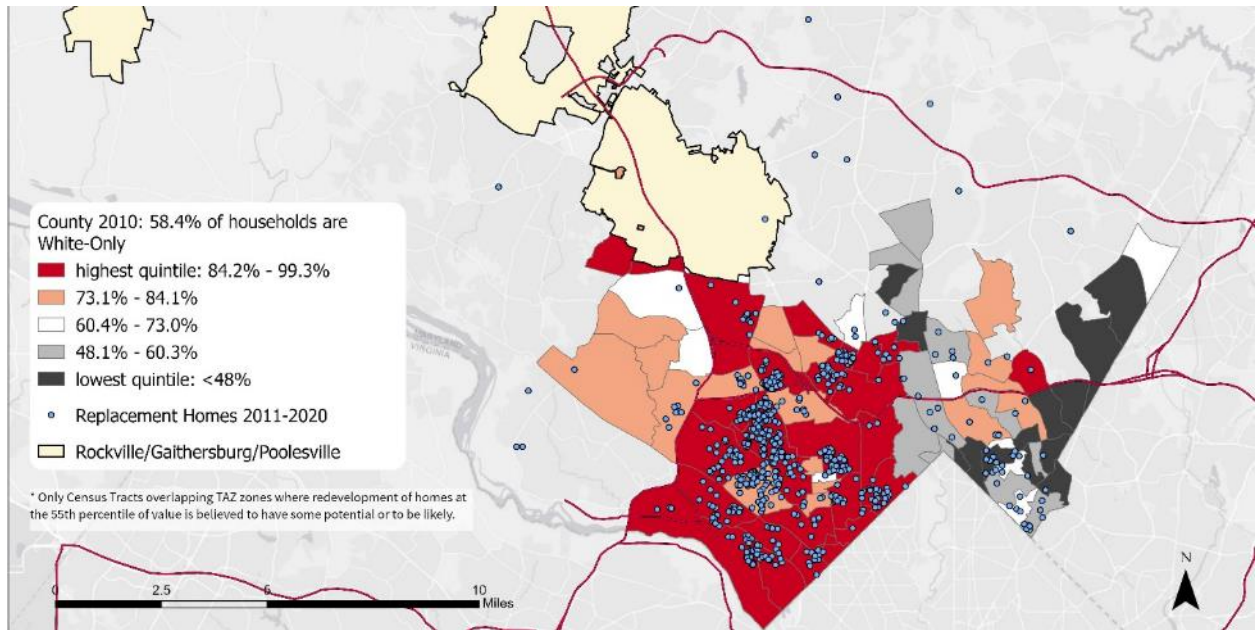 County 2010: 58.4% of households are
White-Only
highest quintile: 84.2% - 99.3%
73.1% - 84.1%
60.4% - 73.0%
48.1% - 60.3%
lowest quintile: <48%
Replacement Homes 2011-2020
Rockville/Gaithersburg/Poolesville
* Only Census Tracts overlapping TAZ zones where redevelopment of homes at
the 55th percentile of value is believed to have some potential or to be likely.
MARYLAND
VIRGINIA
N
2.5
5
10
0
Miles